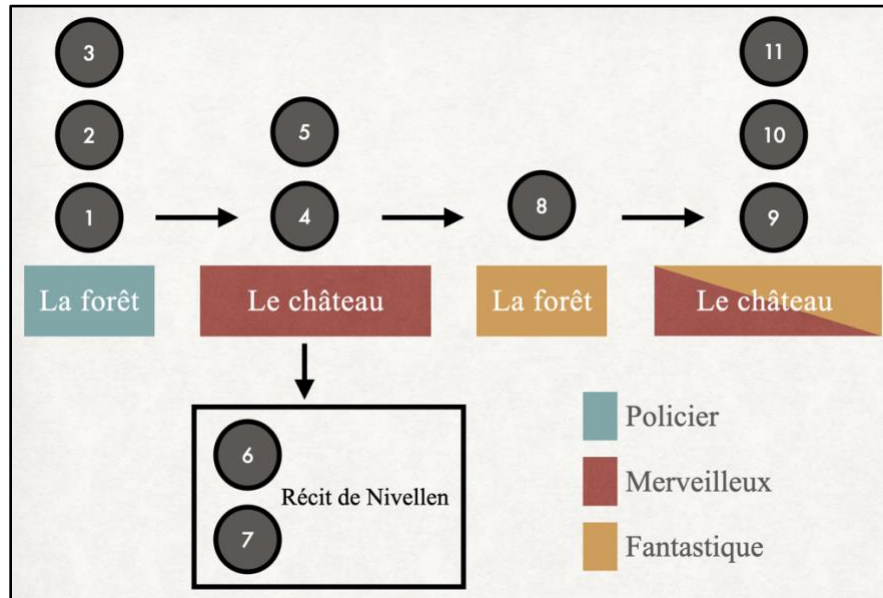 3
11
2
5
10
1
4
8
9
La forêt
Le château
La forêt
Le château
6
Récit de Nivellen
7
Policier
Merveilleux
Fantastique